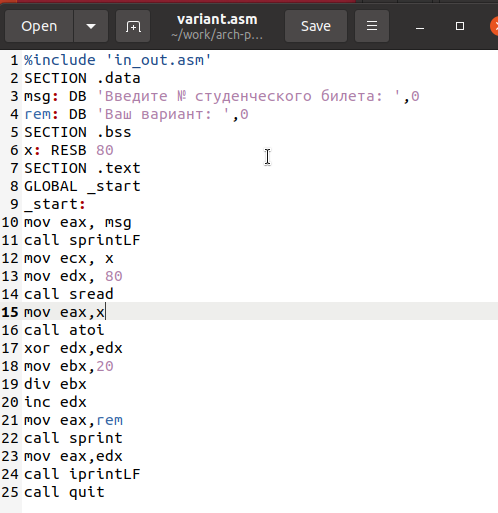 Open
variant.asm
~/work/arch-p...
Save
1 %include 'in_out.asm'
2 SECTION .data
3 msg: DB 'Введите № студенческого билета: ',0
4 rem: DB 'Ваш вариант: ',0
5 SECTION .bss
6 x: RESB 80
7 SECTION .text
8 GLOBAL _start
9 _start:
10 mov eax, msg
11 call sprintLF
12 mov ecx, x
13 mov edx, 80
14 call sread
15 mov eax,x
16 call atoi
17 xor edx,edx
18 mov ebx,20
19 div ebx
20 inc edx
21 mov eax,rem
22 call sprint
23 mov eax,edx
24 call iprintLF
25 call quit